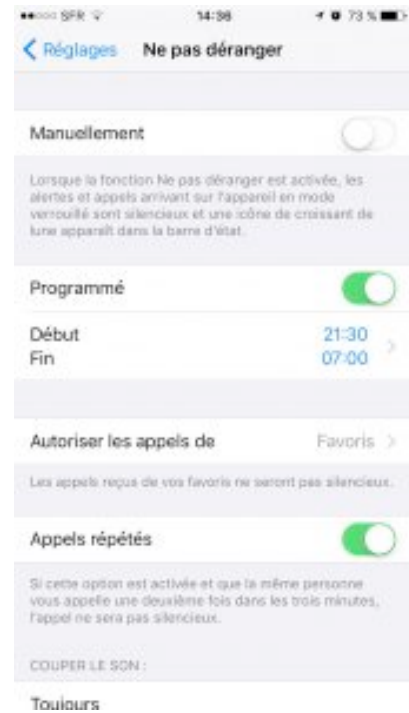 SFR 14:36 73 %
Réglages Ne pas déranger
Manuellement
Lorsque la fonction Ne pas déranger est activée, les
alertes et appels arrivant sur l'appareil en mode
verrouillé sont silencieux et une icône de croissant de
lune apparaît dans la barre d'état.
Programmé
Début 21:30
Fin 07:00
Autoriser les appels de Favoris
Les appels reçus de vos favoris ne seront pas silencieux.
Appels répétés
Si cette option est activée et que la même personne
vous appelle une deuxième fois dans les trois minutes,
l'appel ne sera pas silencieux.
COUPER LE SON :
Toujours